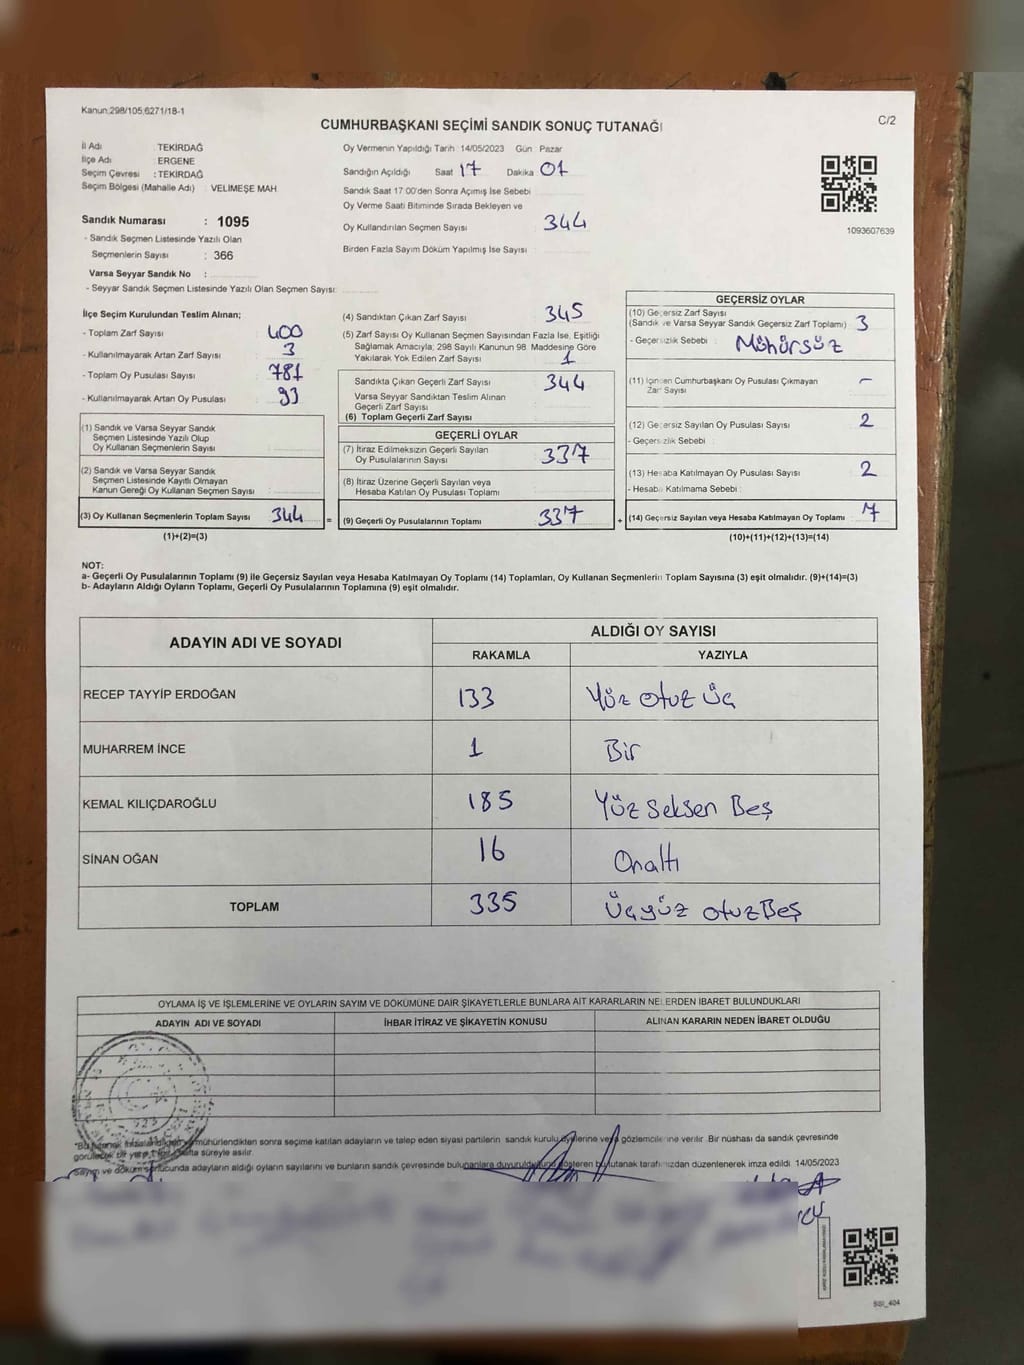 Kanun:298/105,6271/18-1
C/2
CUMHURBAŞKANI SEÇİMİ SANDIK SONUÇ TUTANAĞI
İl Adı : TEKİRDAĞ
İlçe Adı : ERGENE
Seçim Çevresi : TEKİRDAĞ
Seçim Bölgesi (Mahalle Adı) : VELİMEŞE MAH
Sandık Numarası : 1095
- Sandık Seçmen Listesinde Yazılı Olan
Seçmenlerin Sayısı : 366
Varsa Seyyar Sandık No :
- Seyyar Sandık Seçmen Listesinde Yazılı Olan Seçmen Sayısı:
Oy Vermenin Yapıldığı Tarih : 14/05/2023 Gün : Pazar
Sandığın Açıldığı Saat 17 Dakika 01
Sandık Saat 17:00'den Sonra Açımış İse Sebebi
Oy Verme Saati Bitiminde Sırada Bekleyen ve
Oy Kullandırılan Seçmen Sayısı 344
Birden Fazla Sayım Döküm Yapılmış İse Sayısı
1093607639
İlçe Seçim Kurulundan Teslim Alınan;
- Toplam Zarf Sayısı 400
- Kullanılmayarak Artan Zarf Sayısı 3
- Toplam Oy Pusulası Sayısı 781
- Kullanılmayarak Artan Oy Pusulası 93
(1) Sandık ve Varsa Seyyar Sandık
Seçmen Listesinde Yazılı Olup
Oy Kullanan Seçmenlerin Sayısı
(2) Sandık ve Varsa Seyyar Sandık
Seçmen Listesinde Kayıtlı Olmayan
Kanun Gereği Oy Kullanan Seçmen Sayısı
(3) Oy Kullanan Seçmenlerin Toplam Sayısı 344 =
(1)+(2)=(3)
(4) Sandıktan Çıkan Zarf Sayısı 345
(5) Zarf Sayısı Oy Kullanan Seçmen Sayısından Fazla İse, Eşitliği
Sağlamak Amacıyla; 298 Sayılı Kanunun 98. Maddesine Göre
Yakılarak Yok Edilen Zarf Sayısı 1
Sandıkta Çıkan Geçerli Zarf Sayısı 344
Varsa Seyyar Sandıktan Teslim Alınan
Geçerli Zarf Sayısı
(6) Toplam Geçerli Zarf Sayısı
GEÇERLİ OYLAR
(7) İtiraz Edilmeksizin Geçerli Sayılan
Oy Pusulalarının Sayısı 337
(8) İtiraz Üzerine Geçerli Sayılan veya
Hesaba Katılan Oy Pusulası Toplamı
(9) Geçerli Oy Pusulalarının Toplamı 337 +
GEÇERSİZ OYLAR
(10) Geçersiz Zarf Sayısı
(Sandık ve Varsa Seyyar Sandık Geçersiz Zarf Toplamı) 3
- Geçersizlik Sebebi : Mühürsüz
(11) İçinden Cumhurbaşkanı Oy Pusulası Çıkmayan
Zarf Sayısı -
(12) Geçersiz Sayılan Oy Pusulası Sayısı 2
- Geçersizlik Sebebi :
(13) Hesaba Katılmayan Oy Pusulası Sayısı 2
- Hesaba Katılmama Sebebi :
(14) Geçersiz Sayılan veya Hesaba Katılmayan Oy Toplamı 7
(10)+(11)+(12)+(13)=(14)
NOT:
a- Geçerli Oy Pusulalarının Toplamı (9) ile Geçersiz Sayılan veya Hesaba Katılmayan Oy Toplamı (14) Toplamları, Oy Kullanan Seçmenlerin Toplam Sayısına (3) eşit olmalıdır. (9)+(14)=(3)
b- Adayların Aldığı Oyların Toplamı, Geçerli Oy Pusulalarının Toplamına (9) eşit olmalıdır.
ADAYIN ADI VE SOYADI ALDIĞI OY SAYISI
RAKAMLA YAZIYLA
RECEP TAYYİP ERDOĞAN 133 Yüz otuz üç
MUHARREM İNCE 1 Bir
KEMAL KILIÇDAROĞLU 185 Yüz Seksen Beş
SİNAN OĞAN 16 Onaltı
TOPLAM 335 Üçyüz otuzBeş
OYLAMA İŞ VE İŞLEMLERİNE VE OYLARIN SAYIM VE DÖKÜMÜNE DAİR ŞİKAYETLERLE BUNLARA AİT KARARLARIN NELERDEN İBARET BULUNDUKLARI
ADAYIN ADI VE SOYADI İHBAR İTİRAZ VE ŞİKAYETİN KONUSU ALINAN KARARIN NEDEN İBARET OLDUĞU
mühürlendikten sonra seçime katılan adayların ve talep eden siyasi partilerin sandık kurulu üyelerine veya gözlemcilerine verilir. Bir nüshası da sandık çevresinde
süreyle asılır.
Sayım ve döküm sonucunda adayların aldığı oyların sayılarını ve bunların sandık çevresinde bulunanlara duyurulduğunu gösteren bu tutanak tarafımızdan düzenlenerek imza edildi. 14/05/2023
SSI_404